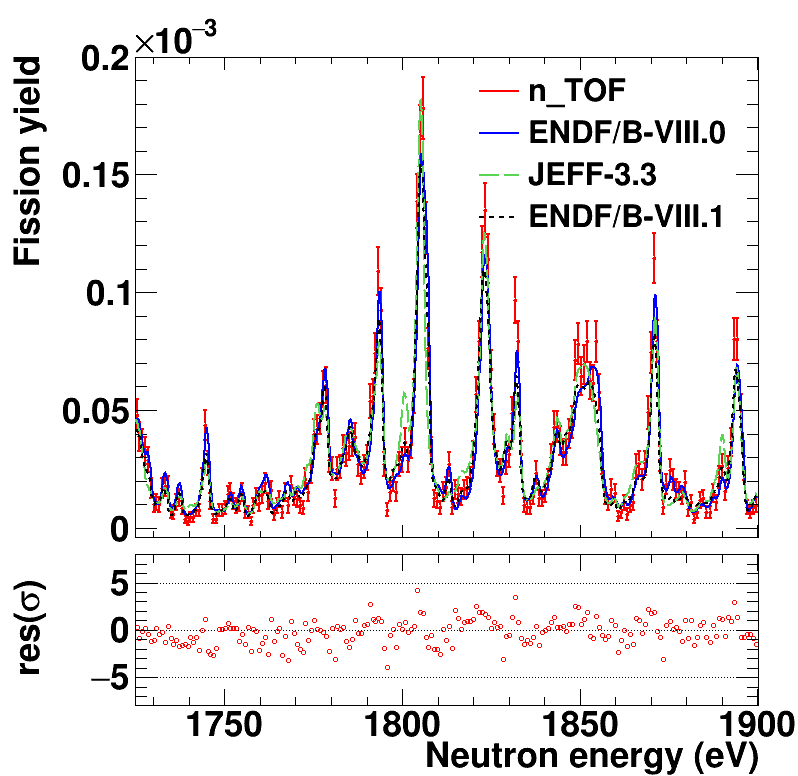 ×10⁻³
Fission yield
0.2
0.15
0.1
0.05
0
n_TOF
ENDF/B-VIII.0
JEFF-3.3
ENDF/B-VIII.1
res(σ)
5
0
−5
1750 1800 1850 1900
Neutron energy (eV)